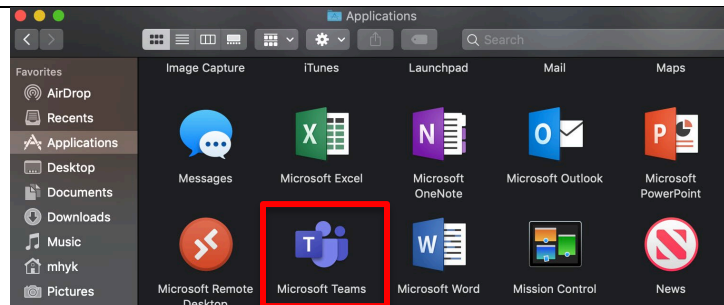 Applications
Search
Favorites
AirDrop
Recents
Applications
Desktop
Documents
Downloads
Music
mhyk
Pictures
Image Capture
iTunes
Launchpad
Mail
Maps
Messages
X
Microsoft Excel
N
Microsoft
OneNote
O
Microsoft Outlook
P
Microsoft
PowerPoint
Microsoft Remote
Desktop
T
Microsoft Teams
W
Microsoft Word
Mission Control
N
News